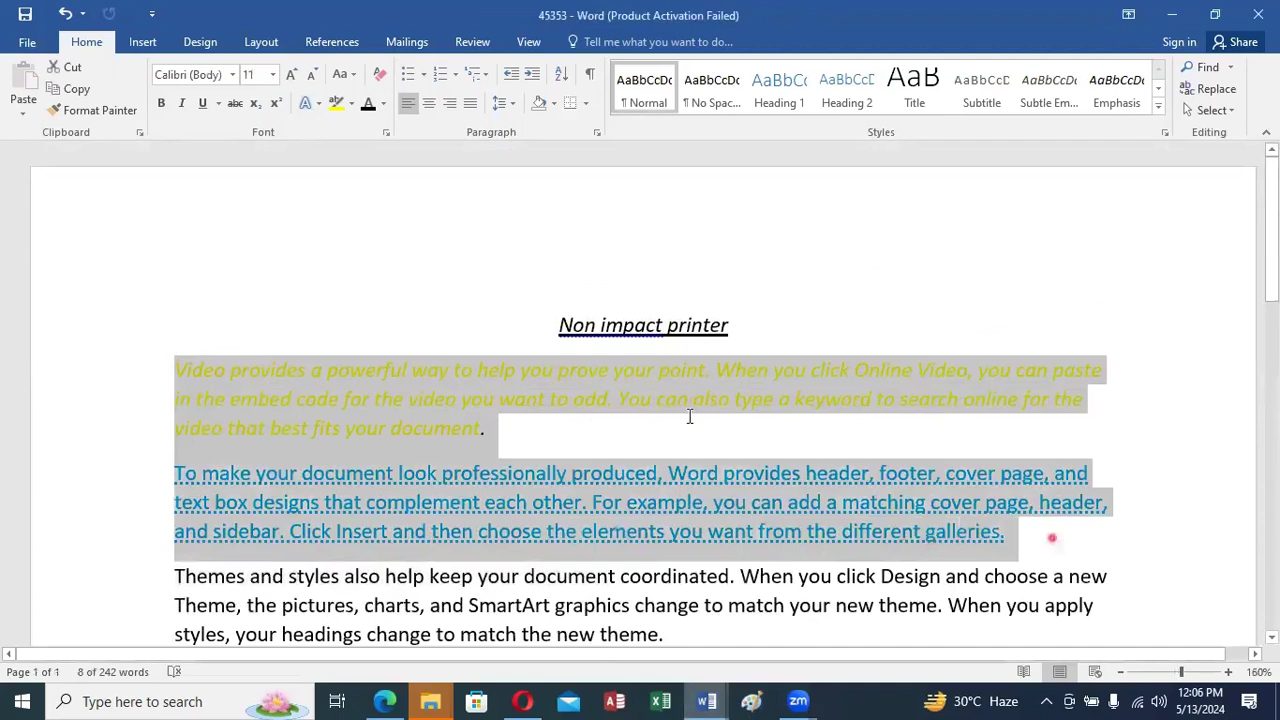 45353 - Word (Product Activation Failed)
File Home Insert Design Layout References Mailings Review View Tell me what you want to do... Sign in Share
Paste Cut Copy Format Painter Clipboard
Calibri (Body) 11 Font
Paragraph
AaBbCcDc ¶ Normal AaBbCcDc ¶ No Spac... AaBbCc Heading 1 AaBbCcD Heading 2 AaB Title AaBbCcD Subtitle AaBbCcDc Subtle Em... AaBbCcDc Emphasis Styles
Find Replace Select Editing
Non impact printer
Video provides a powerful way to help you prove your point. When you click Online Video, you can paste
in the embed code for the video you want to add. You can also type a keyword to search online for the
video that best fits your document.
To make your document look professionally produced, Word provides header, footer, cover page, and
text box designs that complement each other. For example, you can add a matching cover page, header,
and sidebar. Click Insert and then choose the elements you want from the different galleries.
Themes and styles also help keep your document coordinated. When you click Design and choose a new
Theme, the pictures, charts, and SmartArt graphics change to match your new theme. When you apply
styles, your headings change to match the new theme.
Page 1 of 1 8 of 242 words 160%
Type here to search 30°C Haze 12:06 PM
5/13/2024